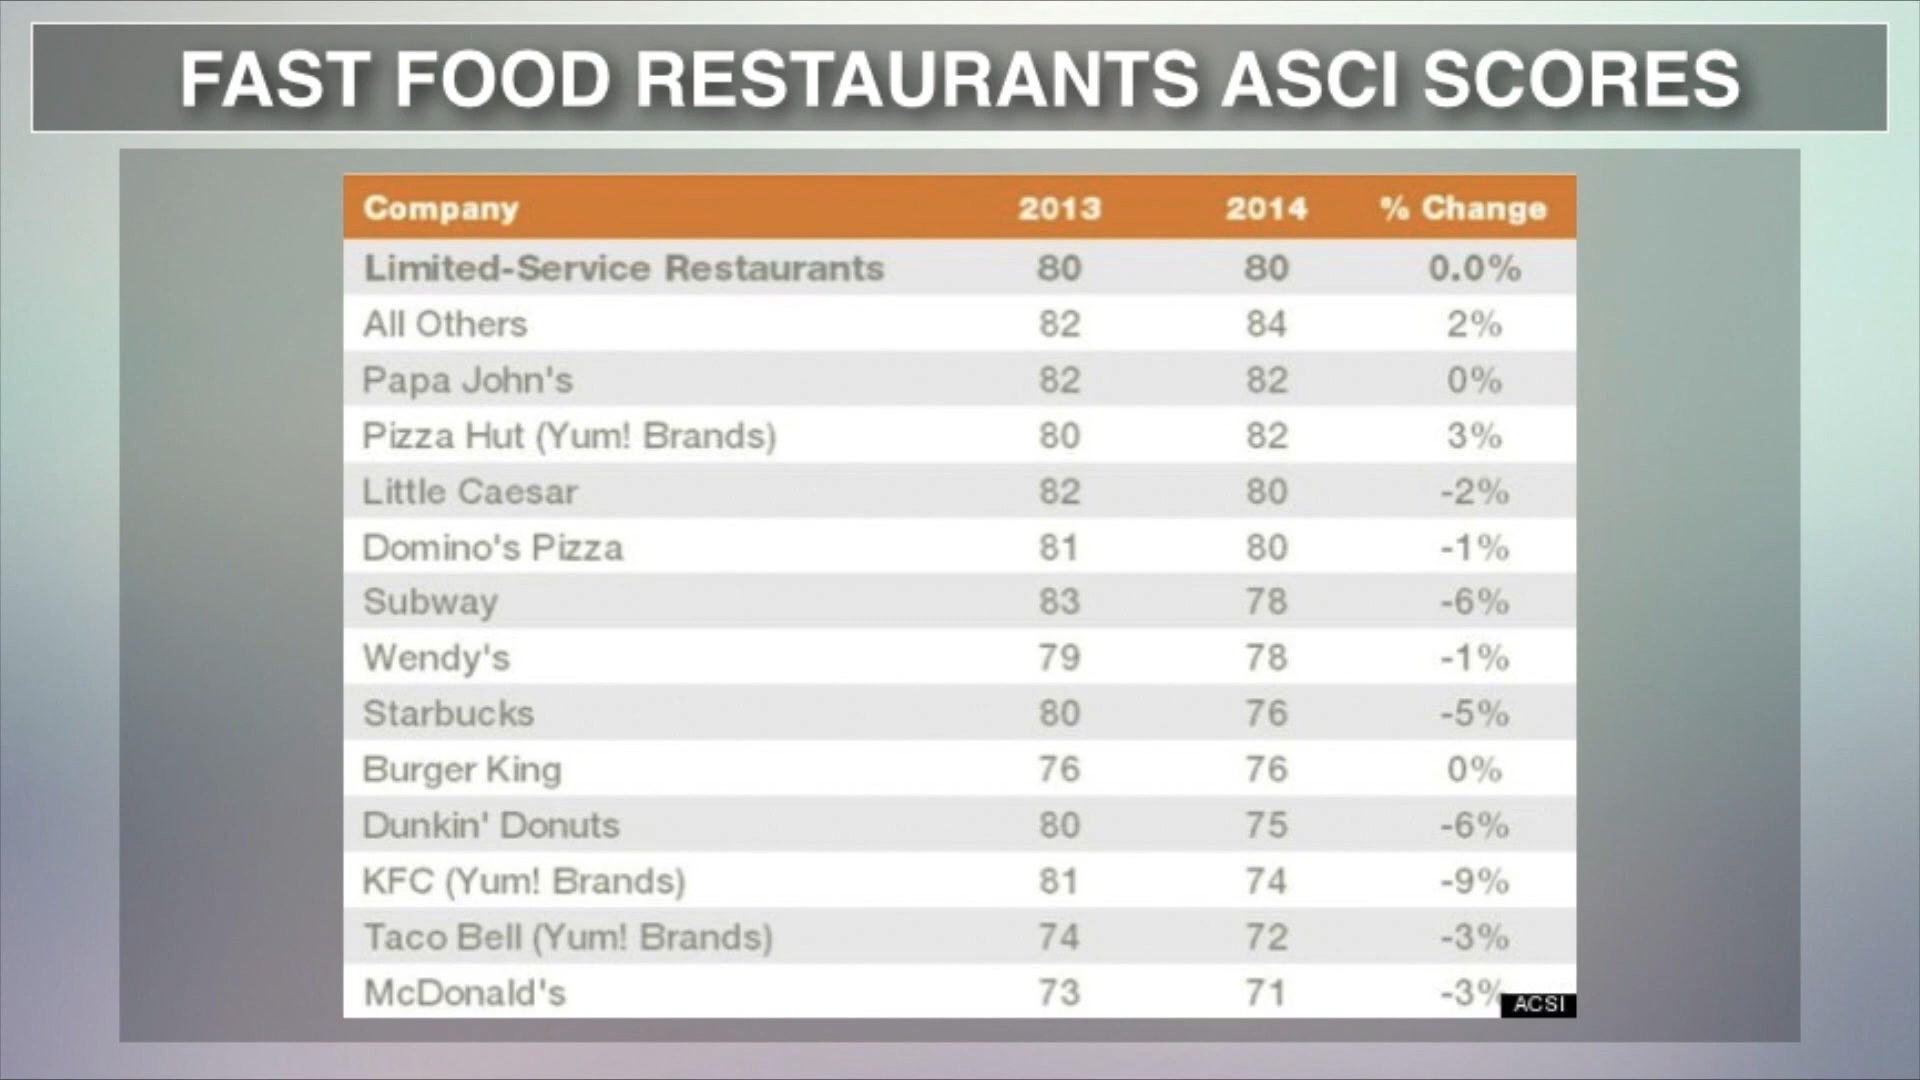 FAST FOOD RESTAURANTS ASCI SCORES
Company 2013 2014 % Change
Limited-Service Restaurants 80 80 0.0%
All Others 82 84 2%
Papa John's 82 82 0%
Pizza Hut (Yum! Brands) 80 82 3%
Little Caesar 82 80 -2%
Domino's Pizza 81 80 -1%
Subway 83 78 -6%
Wendy's 79 78 -1%
Starbucks 80 76 -5%
Burger King 76 76 0%
Dunkin' Donuts 80 75 -6%
KFC (Yum! Brands) 81 74 -9%
Taco Bell (Yum! Brands) 74 72 -3%
McDonald's 73 71 -3%
ACSI